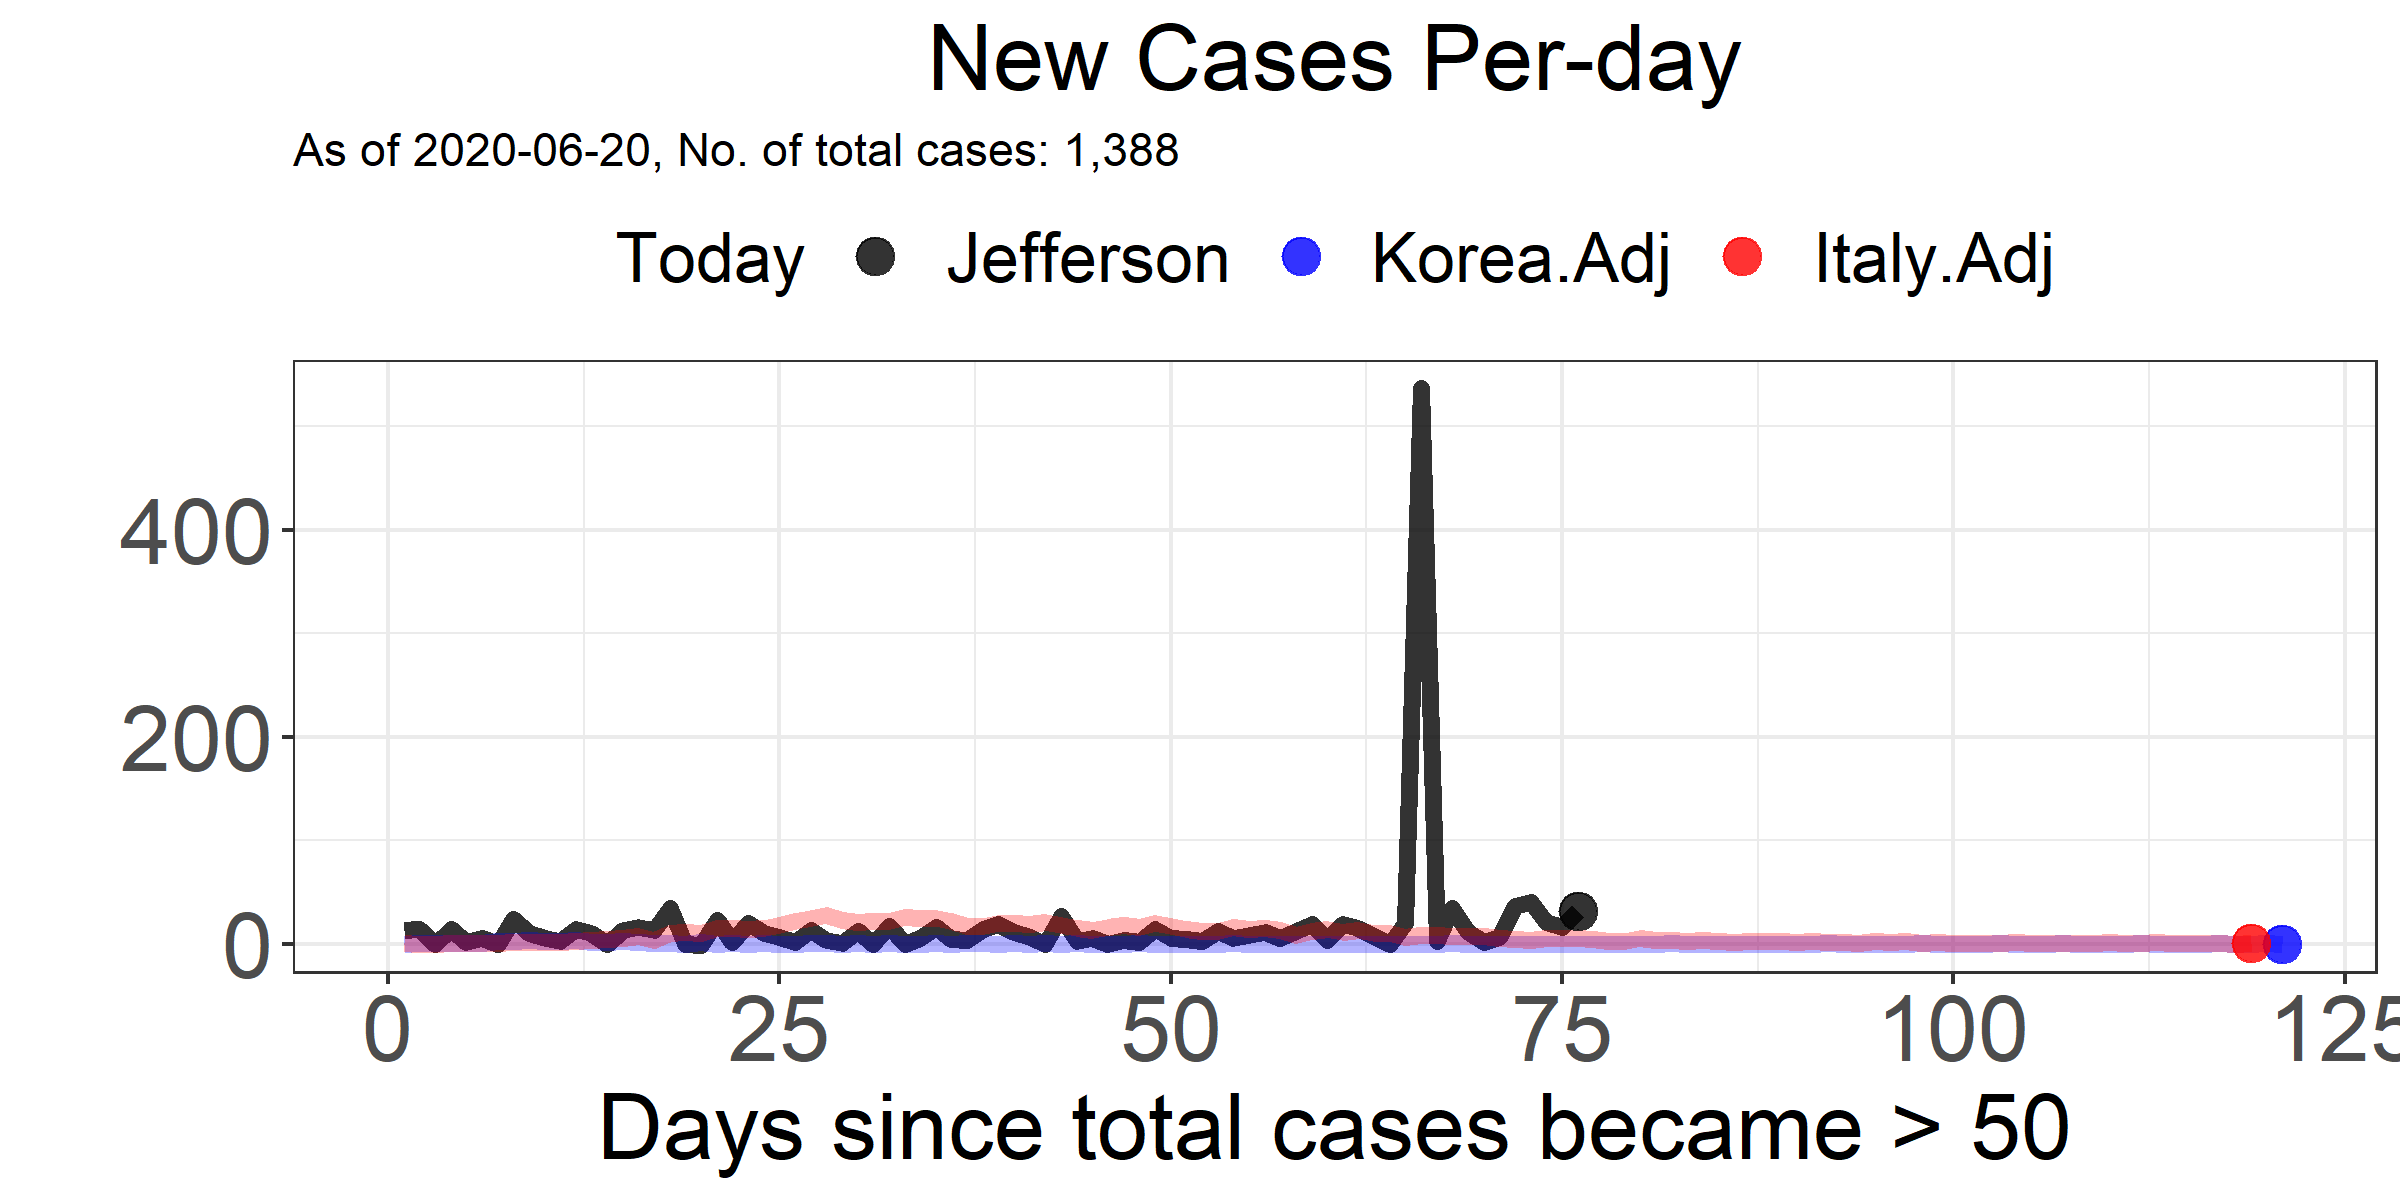 New Cases Per-day
As of 2020-06-20, No. of total cases: 1,388
Today Jefferson Korea.Adj Italy.Adj
400
200
0
0 25 50 75 100 125
Days since total cases became > 50